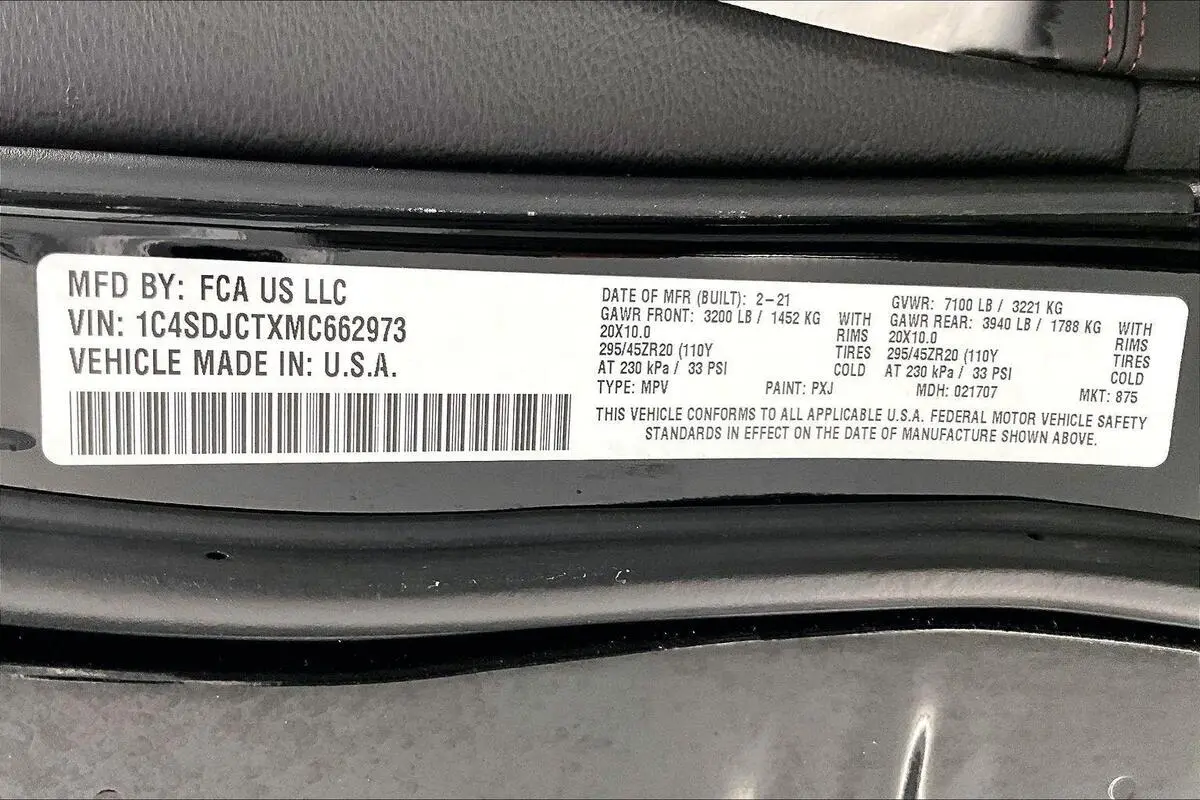 MFD BY: FCA US LLC
VIN: 1C4SDJCTXMC662973
VEHICLE MADE IN: U.S.A.
DATE OF MFR (BUILT): 2-21
GAWR FRONT: 3200 LB / 1452 KG WITH
20X10.0 RIMS
295/45ZR20 (110Y TIRES
AT 230 kPa / 33 PSI COLD
TYPE: MPV PAINT: PXJ
GVWR: 7100 LB / 3221 KG
GAWR REAR: 3940 LB / 1788 KG WITH
20X10.0 RIMS
295/45ZR20 (110Y TIRES
AT 230 kPa / 33 PSI COLD
MDH: 021707 MKT: 875
THIS VEHICLE CONFORMS TO ALL APPLICABLE U.S.A. FEDERAL MOTOR VEHICLE SAFETY
STANDARDS IN EFFECT ON THE DATE OF MANUFACTURE SHOWN ABOVE.